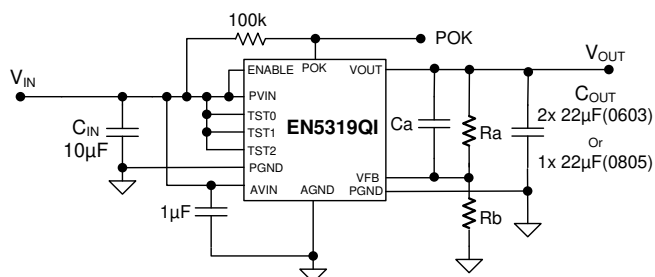 100k
POK
VIN
ENABLE
POK
VOUT
VOUT
PVIN
TST0
TST1
TST2
EN5319QI
CIN
10µF
Ca
Ra
COUT
2x 22µF(0603)
Or
1x 22µF(0805)
PGND
VFB
PGND
AVIN
AGND
1µF
Rb